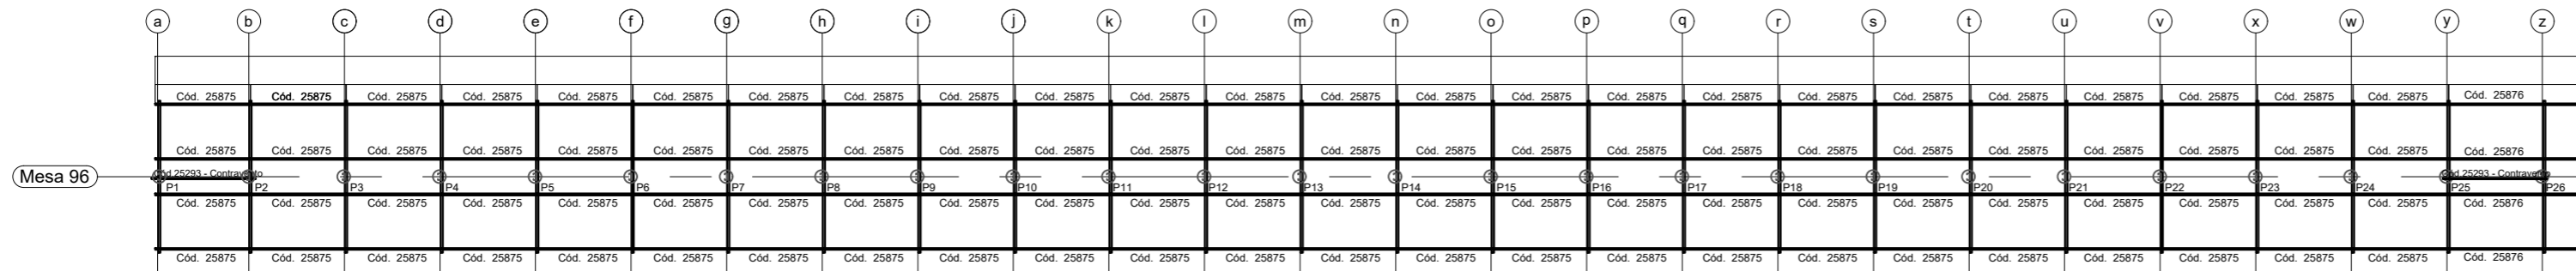 a b c d e f g h i j k l m n o p q r s t u v x w y z
Cód. 25875 Cód. 25875 Cód. 25875 Cód. 25875 Cód. 25875 Cód. 25875 Cód. 25875 Cód. 25875 Cód. 25875 Cód. 25875 Cód. 25875 Cód. 25875 Cód. 25875 Cód. 25875 Cód. 25875 Cód. 25875 Cód. 25875 Cód. 25875 Cód. 25875 Cód. 25875 Cód. 25875 Cód. 25875 Cód. 25875 Cód. 25875 Cód. 25876
Cód. 25875 Cód. 25875 Cód. 25875 Cód. 25875 Cód. 25875 Cód. 25875 Cód. 25875 Cód. 25875 Cód. 25875 Cód. 25875 Cód. 25875 Cód. 25875 Cód. 25875 Cód. 25875 Cód. 25875 Cód. 25875 Cód. 25875 Cód. 25875 Cód. 25875 Cód. 25875 Cód. 25875 Cód. 25875 Cód. 25875 Cód. 25875 Cód. 25876
Mesa 96 Cód 25293 - Contravento Cód 25293 - Contravento
P1 P2 P3 P4 P5 P6 P7 P8 P9 P10 P11 P12 P13 P14 P15 P16 P17 P18 P19 P20 P21 P22 P23 P24 P25 P26
Cód. 25875 Cód. 25875 Cód. 25875 Cód. 25875 Cód. 25875 Cód. 25875 Cód. 25875 Cód. 25875 Cód. 25875 Cód. 25875 Cód. 25875 Cód. 25875 Cód. 25875 Cód. 25875 Cód. 25875 Cód. 25875 Cód. 25875 Cód. 25875 Cód. 25875 Cód. 25875 Cód. 25875 Cód. 25875 Cód. 25875 Cód. 25875 Cód. 25876
Cód. 25875 Cód. 25875 Cód. 25875 Cód. 25875 Cód. 25875 Cód. 25875 Cód. 25875 Cód. 25875 Cód. 25875 Cód. 25875 Cód. 25875 Cód. 25875 Cód. 25875 Cód. 25875 Cód. 25875 Cód. 25875 Cód. 25875 Cód. 25875 Cód. 25875 Cód. 25875 Cód. 25875 Cód. 25875 Cód. 25875 Cód. 25875 Cód. 25876